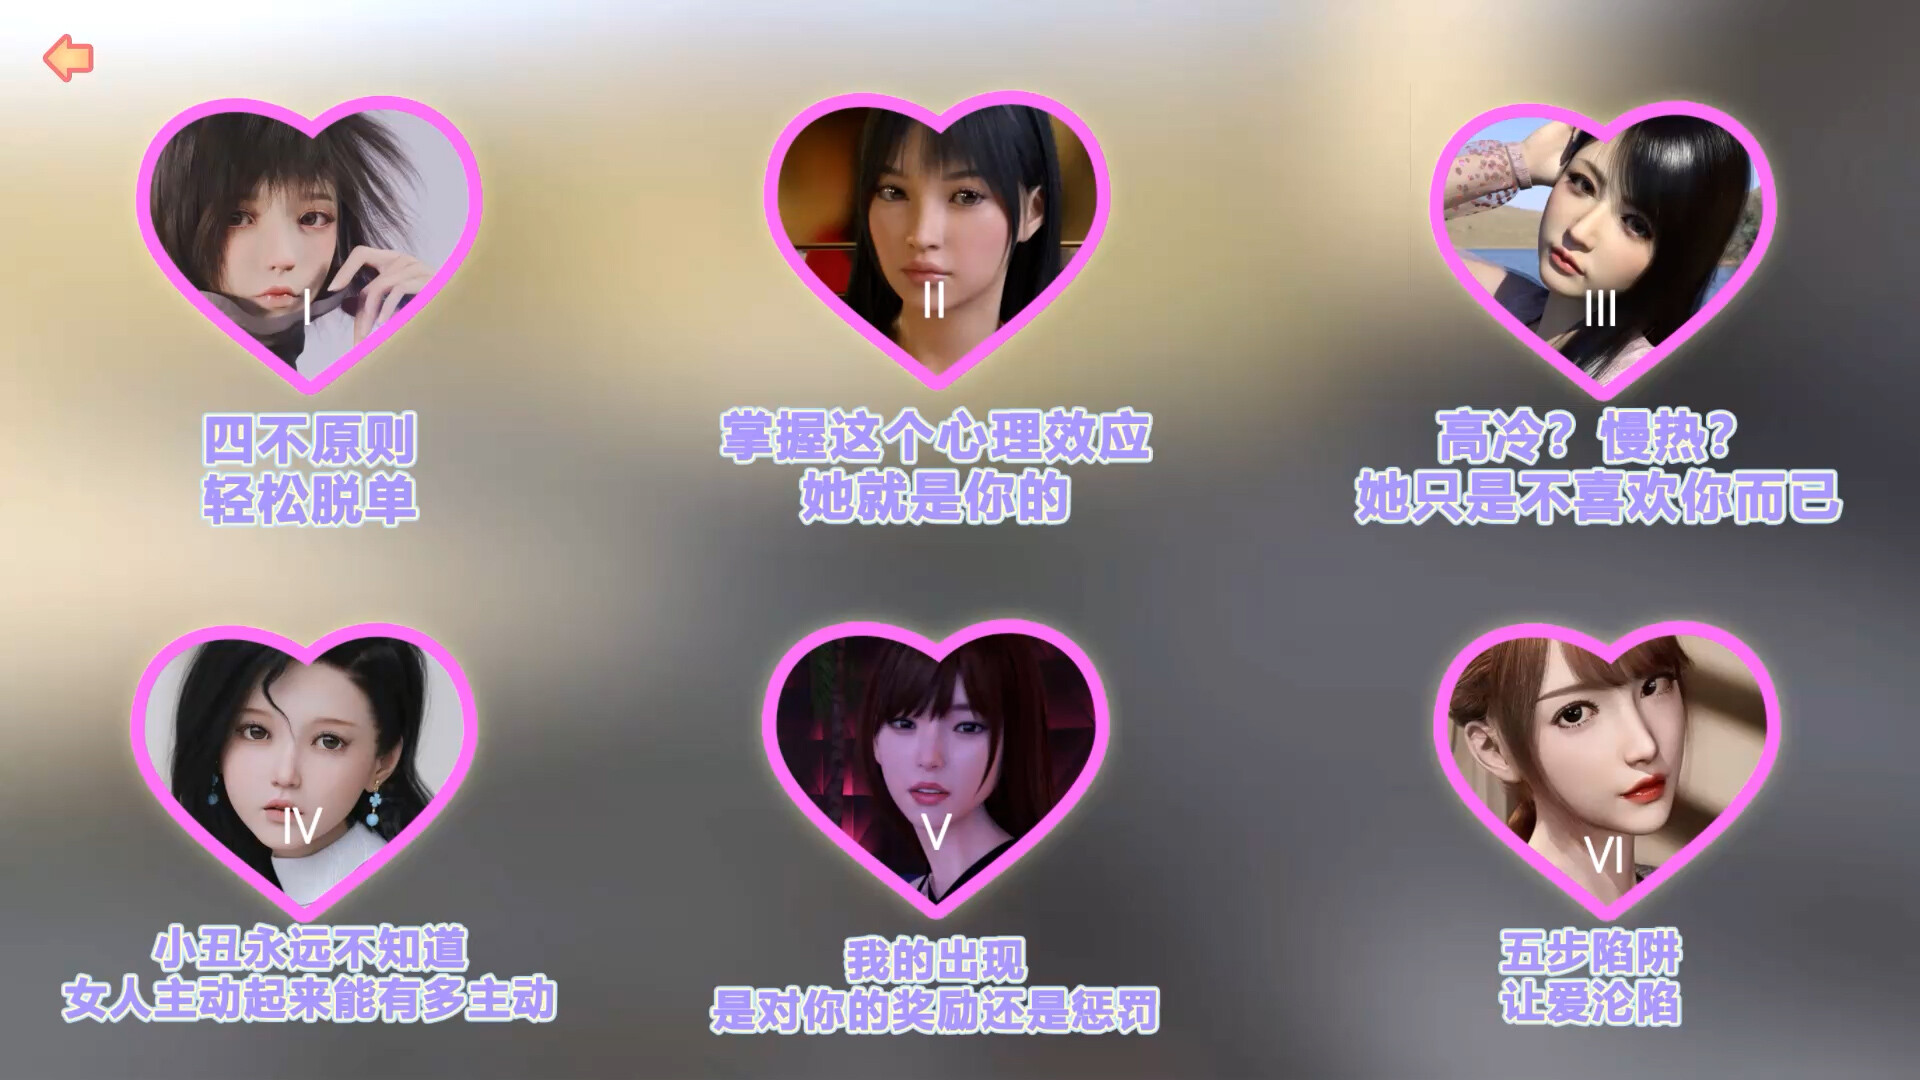 I
II
III
四不原则
轻松脱单
掌握这个心理效应
她就是你的
高冷？慢热？
她只是不喜欢你而已
IV
V
VI
小丑永远不知道
女人主动起来能有多主动
我的出现
是对你的奖励还是惩罚
五步陷阱
让爱沦陷